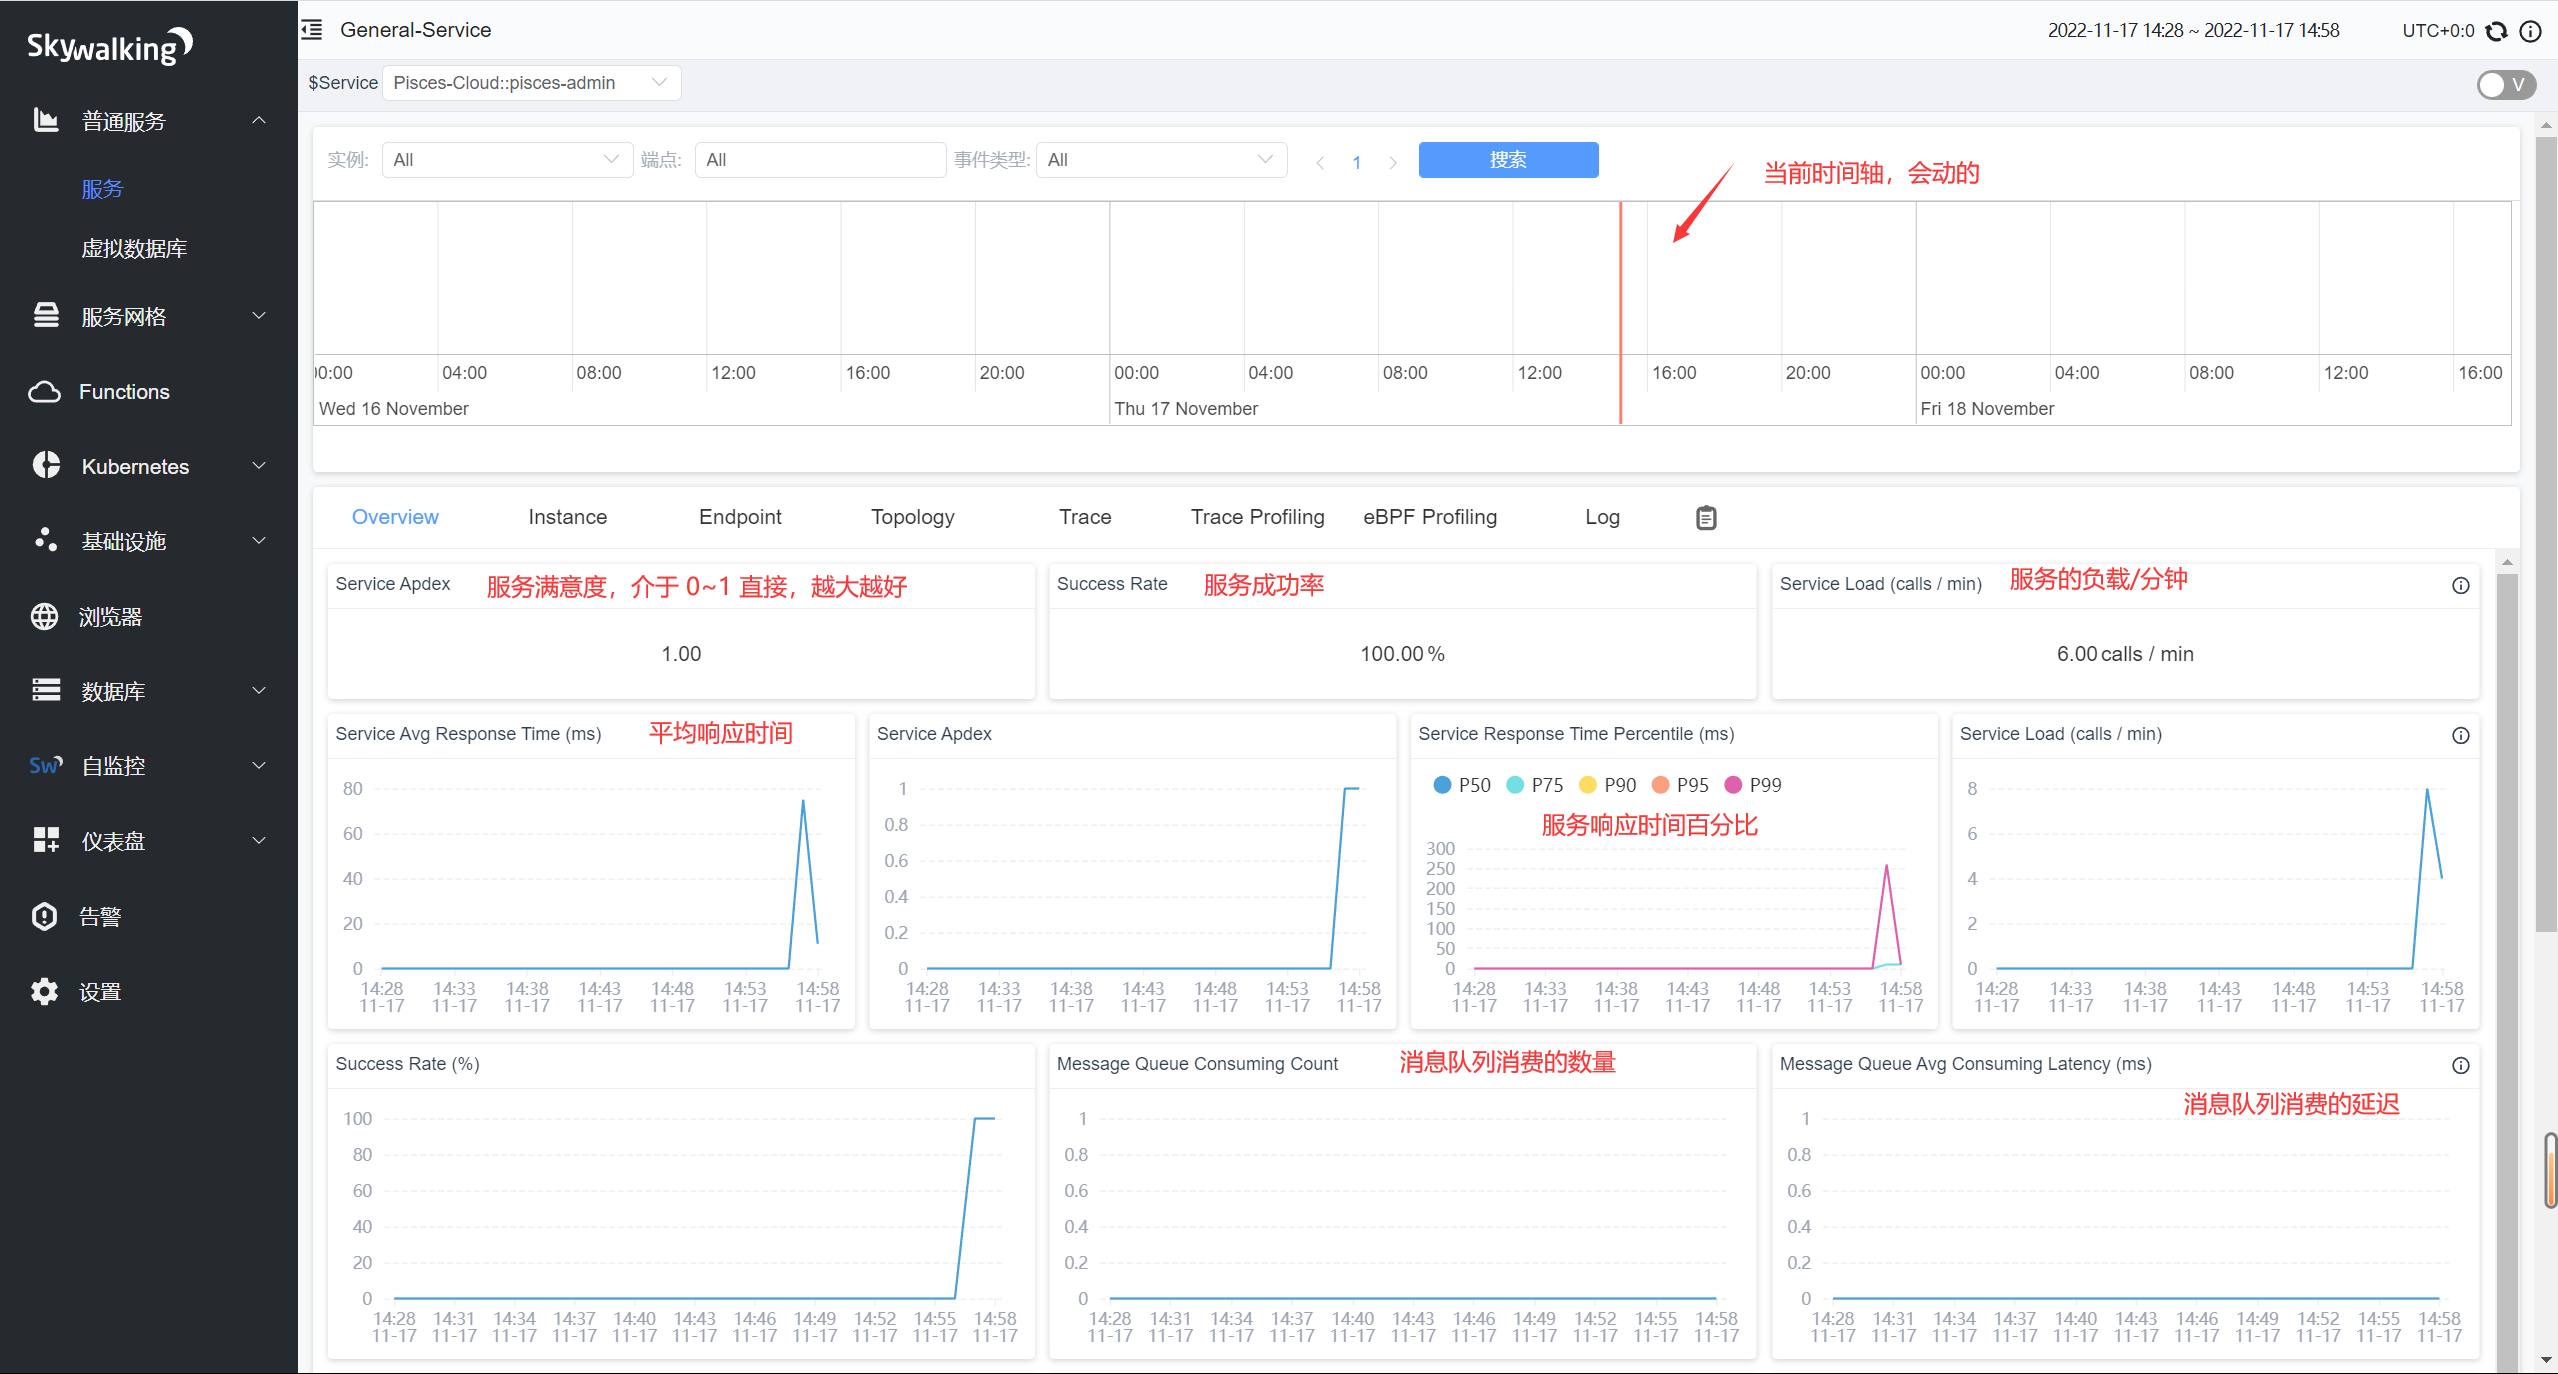 Skywalking
General-Service
2022-11-17 14:28 ~ 2022-11-17 14:58
UTC+0:0
$Service
Pisces-Cloud::pisces-admin
V
普通服务
服务
虚拟数据库
服务网格
Functions
Kubernetes
基础设施
浏览器
数据库
Sw 自监控
仪表盘
告警
设置
实例: All 端点: All 事件类型: All 1 搜索
当前时间轴，会动的
00:00 04:00 08:00 12:00 16:00 20:00 00:00 04:00 08:00 12:00 16:00 20:00 00:00 04:00 08:00 12:00 16:00
Wed 16 November Thu 17 November Fri 18 November
Overview Instance Endpoint Topology Trace Trace Profiling eBPF Profiling Log
Service Apdex 服务满意度，介于 0~1 直接，越大越好
1.00
Success Rate 服务成功率
100.00 %
Service Load (calls / min) 服务的负载/分钟
6.00 calls / min
Service Avg Response Time (ms) 平均响应时间
80
60
40
20
0
14:28 14:33 14:38 14:43 14:48 14:53 14:58
11-17 11-17 11-17 11-17 11-17 11-17 11-17
Service Apdex
1
0.8
0.6
0.4
0.2
0
14:28 14:33 14:38 14:43 14:48 14:53 14:58
11-17 11-17 11-17 11-17 11-17 11-17 11-17
Service Response Time Percentile (ms)
P50 P75 P90 P95 P99
服务响应时间百分比
300
250
200
150
100
50
0
14:28 14:33 14:38 14:43 14:48 14:53 14:58
11-17 11-17 11-17 11-17 11-17 11-17 11-17
Service Load (calls / min)
8
6
4
2
0
14:28 14:33 14:38 14:43 14:48 14:53 14:58
11-17 11-17 11-17 11-17 11-17 11-17 11-17
Success Rate (%)
100
80
60
40
20
0
14:28 14:31 14:34 14:37 14:40 14:43 14:46 14:49 14:52 14:55 14:58
11-17 11-17 11-17 11-17 11-17 11-17 11-17 11-17 11-17 11-17 11-17
Message Queue Consuming Count 消息队列消费的数量
1
0.8
0.6
0.4
0.2
0
14:28 14:31 14:34 14:37 14:40 14:43 14:46 14:49 14:52 14:55 14:58
11-17 11-17 11-17 11-17 11-17 11-17 11-17 11-17 11-17 11-17 11-17
Message Queue Avg Consuming Latency (ms)
消息队列消费的延迟
1
0.8
0.6
0.4
0.2
0
14:28 14:31 14:34 14:37 14:40 14:43 14:46 14:49 14:52 14:55 14:58
11-17 11-17 11-17 11-17 11-17 11-17 11-17 11-17 11-17 11-17 11-17